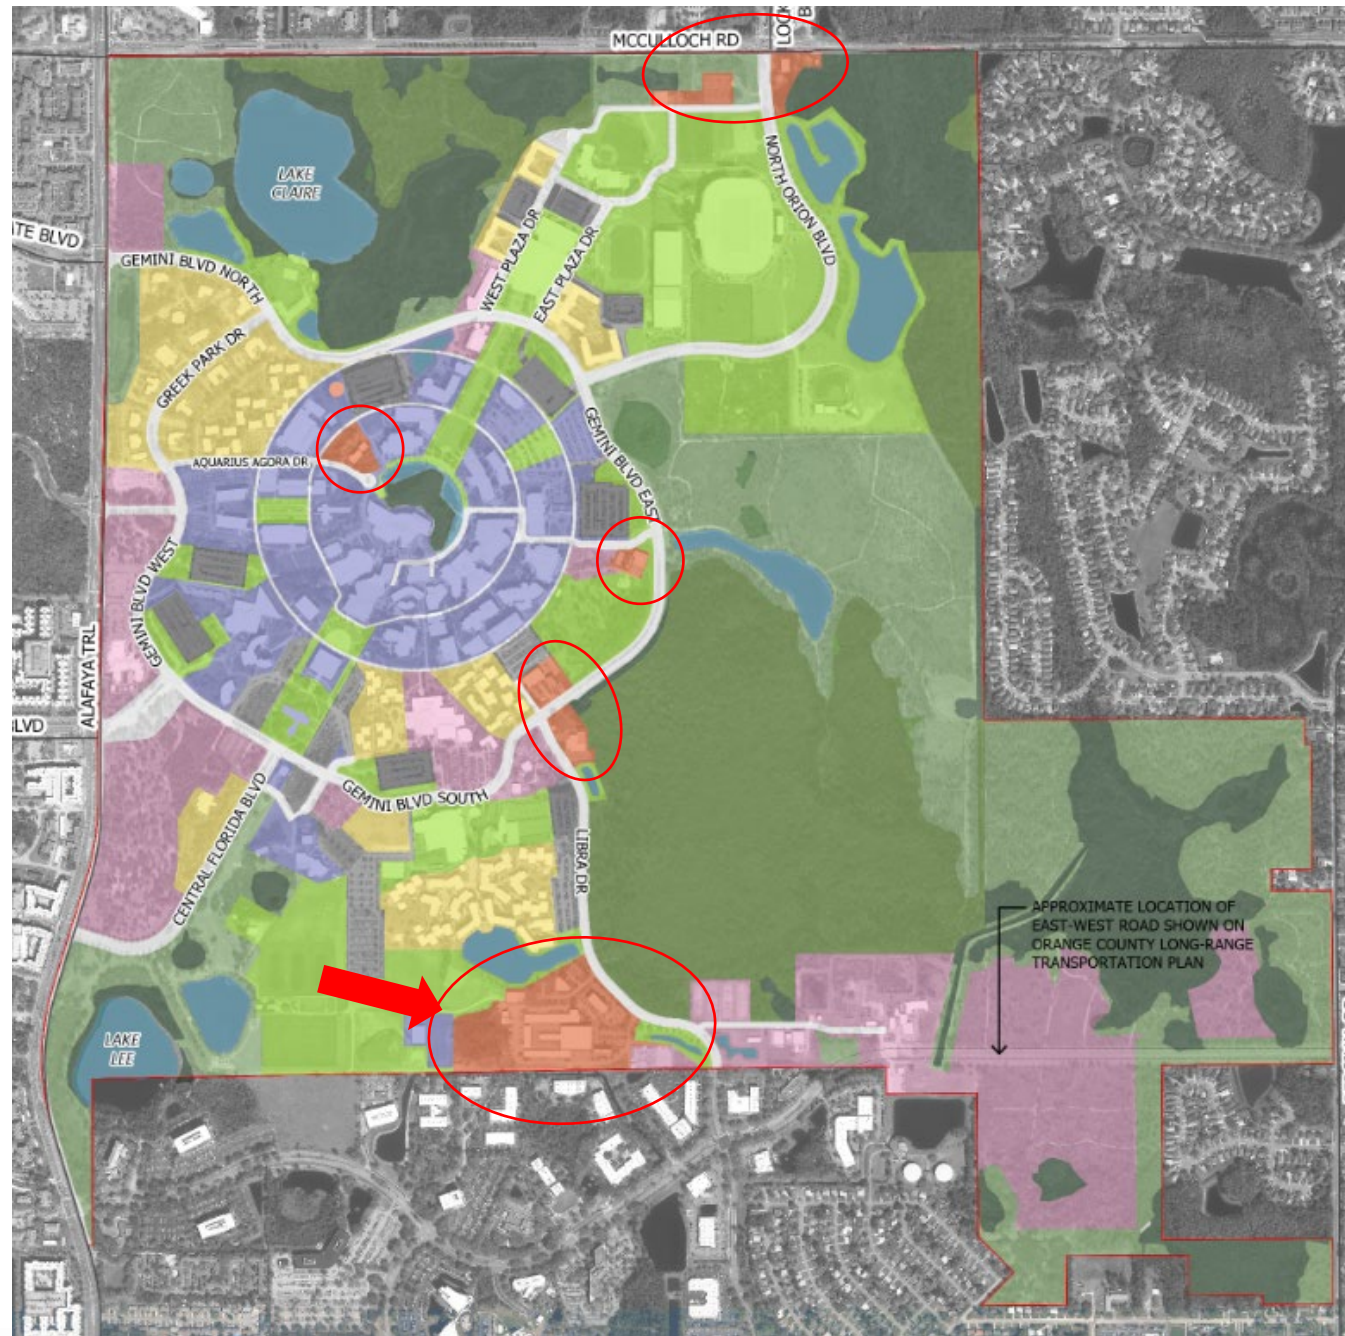 MCCULLOCH RD
LOCK
B
LAKE
CLAIRE
TE BLVD
GEMINI BLVD NORTH
WEST PLAZA DR
EAST PLAZA DR
NORTH ORION BLVD
GREEK PARK DR
GEMINI BLVD EAST
AQUARIUS AGORA DR
GEMINI BLVD WEST
ALAFAYA TRL
LVD
GEMINI BLVD SOUTH
CENTRAL FLORIDA BLVD
LIBRA DR
APPROXIMATE LOCATION OF
EAST-WEST ROAD SHOWN ON
ORANGE COUNTY LONG-RANGE
TRANSPORTATION PLAN
LAKE
LEE